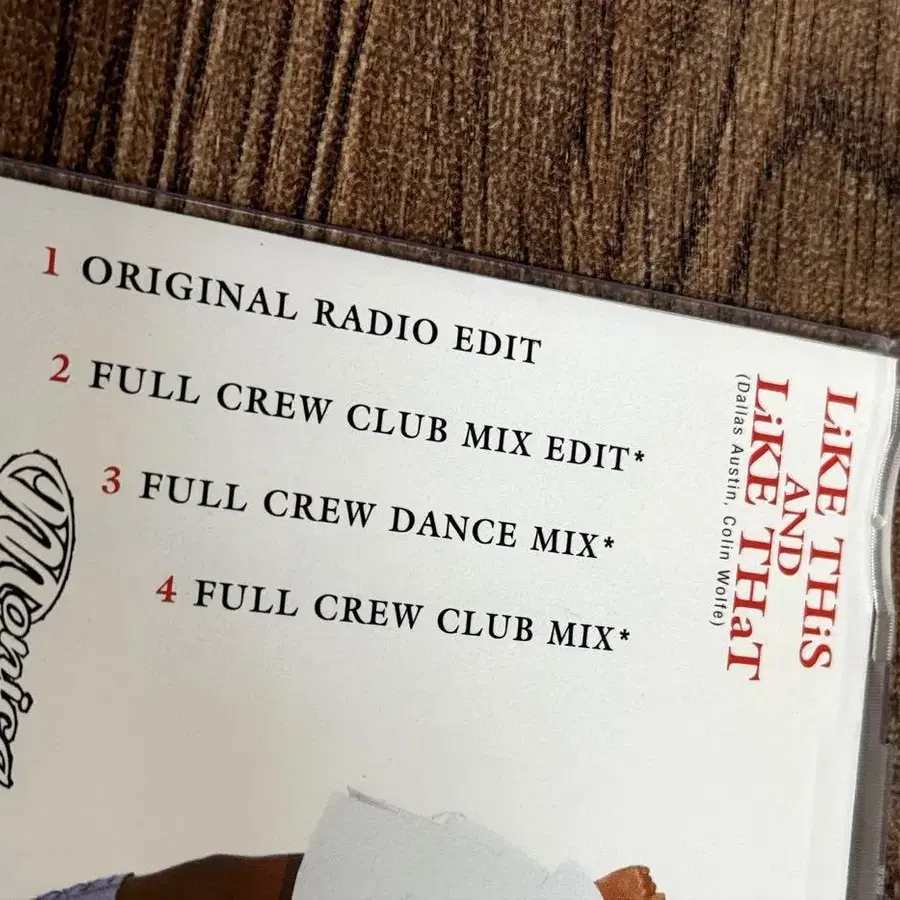 1 ORIGINAL RADIO EDIT
2 FULL CREW CLUB MIX EDIT*
3 FULL CREW DANCE MIX*
4 FULL CREW CLUB MIX*
LiKE THiS
AND
LiKE THaT
(Dallas Austin, Colin Wolfe)
Monica